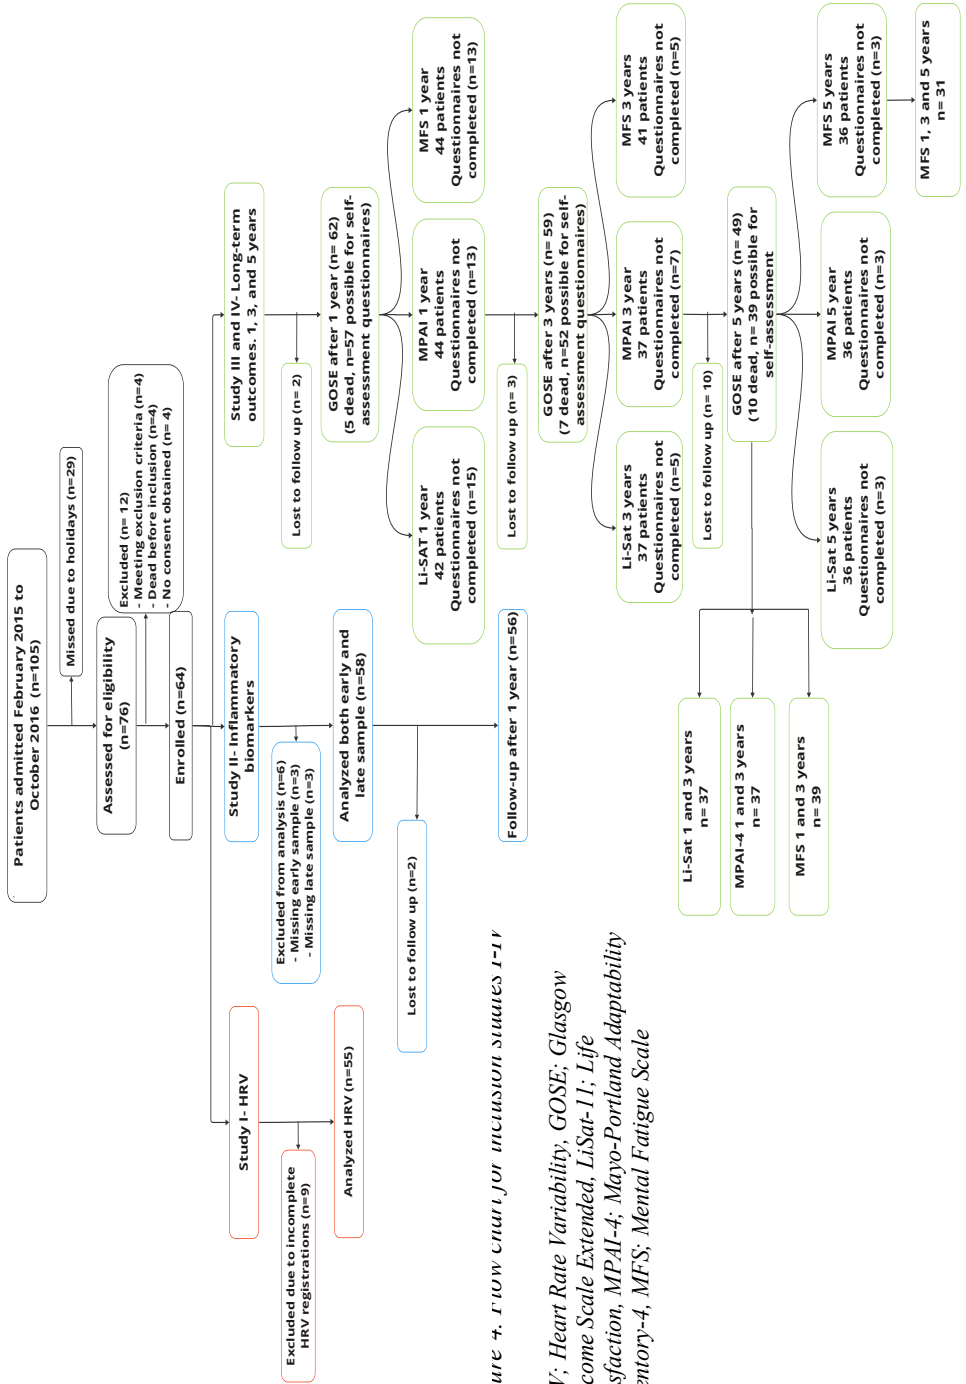 Patients admitted February 2015 to
October 2016 (n=105)
Missed due to holidays (n=29)
Assessed for eligibility
(n=76)
Excluded (n= 12)
- Meeting exclusion criteria (n=4)
- Dead before inclusion (n=4)
- No consent obtained (n= 4)
Enrolled (n=64)
Study I- HRV
Excluded due to incomplete
HRV registrations (n=9)
Analyzed HRV (n=55)
Study II- Inflammatory
biomarkers
Excluded from analysis (n=6)
- Missing early sample (n=3)
- Missing late sample (n=3)
Analyzed both early and
late sample (n=58)
Lost to follow up (n=2)
Follow-up after 1 year (n=56)
Study III and IV- Long-term
outcomes. 1, 3, and 5 years
Lost to follow up (n= 2)
GOSE after 1 year (n= 62)
(5 dead, n=57 possible for self-
assessment questionnaires)
Li-SAT 1 year
42 patients
Questionnaires not
completed (n=15)
MPAI 1 year
44 patients
Questionnaires not
completed (n=13)
MFS 1 year
44 patients
Questionnaires not
completed (n=13)
Lost to follow up (n= 3)
GOSE after 3 years (n= 59)
(7 dead, n=52 possible for self-
assessment questionnaires)
Li-Sat 3 years
37 patients
Questionnaires not
completed (n=5)
MPAI 3 year
37 patients
Questionnaires not
completed (n=7)
MFS 3 years
41 patients
Questionnaires not
completed (n=5)
Lost to follow up (n= 10)
GOSE after 5 years (n= 49)
(10 dead, n= 39 possible for
self-assessment
Li-Sat 5 years
36 patients
Questionnaires not
completed (n=3)
MPAI 5 year
36 patients
Questionnaires not
completed (n=3)
MFS 5 years
36 patients
Questionnaires not
completed (n=3)
MFS 1, 3 and 5 years
n= 31
Li-Sat 1 and 3 years
n= 37
MPAI-4 1 and 3 years
n= 37
MFS 1 and 3 years
n= 39
ure 4. Flow chart for inclusion studies I-IV
V; Heart Rate Variability, GOSE; Glasgow
come Scale Extended, LiSat-11; Life
sfaction, MPAI-4; Mayo-Portland Adaptability
entory-4, MFS; Mental Fatigue Scale